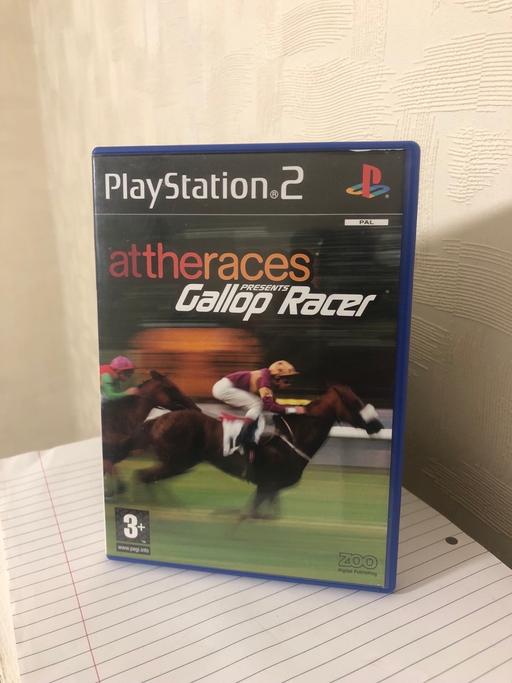 PlayStation®2
PAL
attheraces
PRESENTS
Gallop Racer
3+
www.pegi.info
ZOO
Digital Publishing